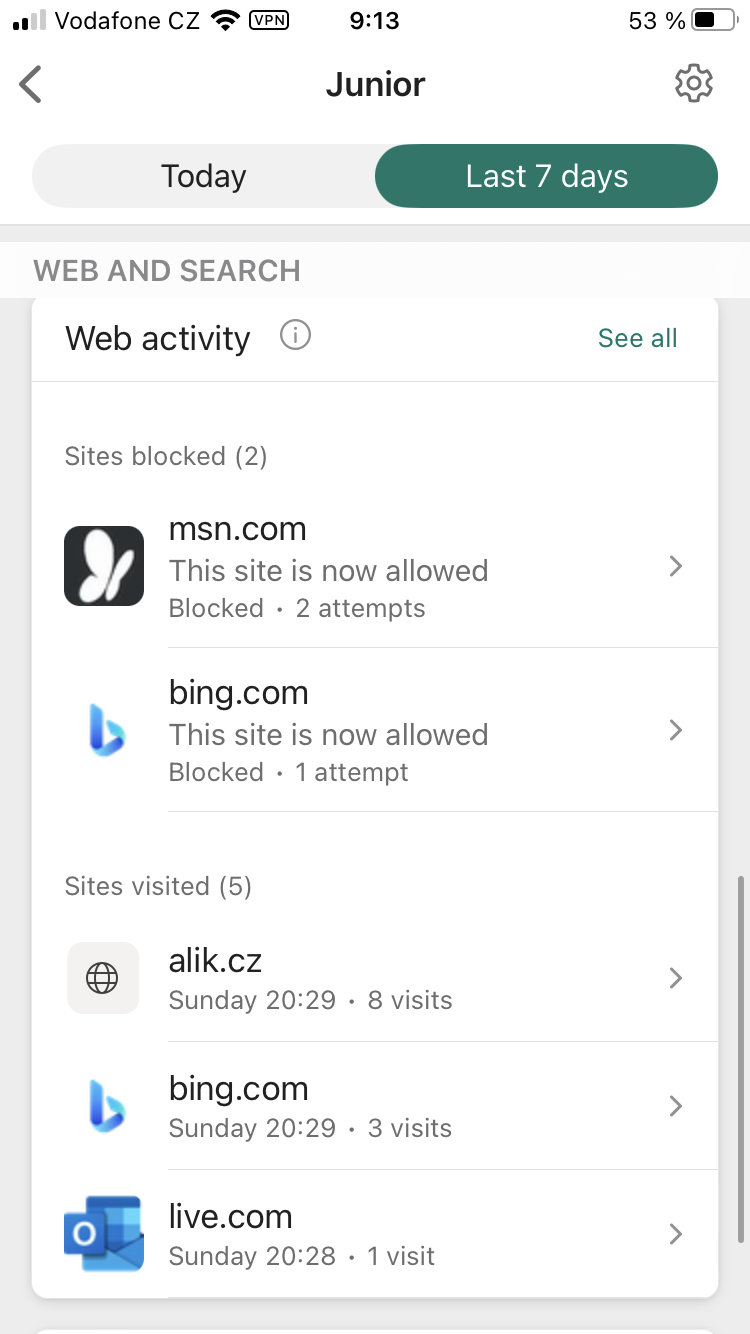 Vodafone CZ VPN 9:13 53 %
Junior
Today Last 7 days
WEB AND SEARCH
Web activity See all
Sites blocked (2)
msn.com
This site is now allowed
Blocked • 2 attempts
bing.com
This site is now allowed
Blocked • 1 attempt
Sites visited (5)
alik.cz
Sunday 20:29 • 8 visits
bing.com
Sunday 20:29 • 3 visits
live.com
Sunday 20:28 • 1 visit